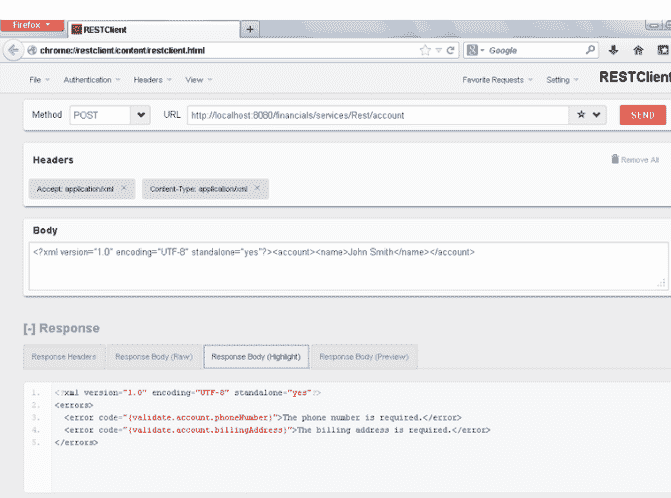 Firefox
RESTClient
+
chrome://restclient/content/restclient.html
Google
File Authentication Headers View Favorite Requests Setting RESTClient
Method POST URL http://localhost:8080/financials/services/Rest/account SEND
Headers Remove All
Accept: application/xml × Content-Type: application/xml ×
Body
<?xml version="1.0" encoding="UTF-8" standalone="yes"?><account><name>John Smith</name></account>
[-] Response
Response Headers Response Body (Raw) Response Body (Highlight) Response Body (Preview)
1. <?xml version="1.0" encoding="UTF-8" standalone="yes"?>
2. <errors>
3. <error code="{validate.account.phoneNumber}">The phone number is required.</error>
4. <error code="{validate.account.billingAddress}">The billing address is required.</error>
5. </errors>